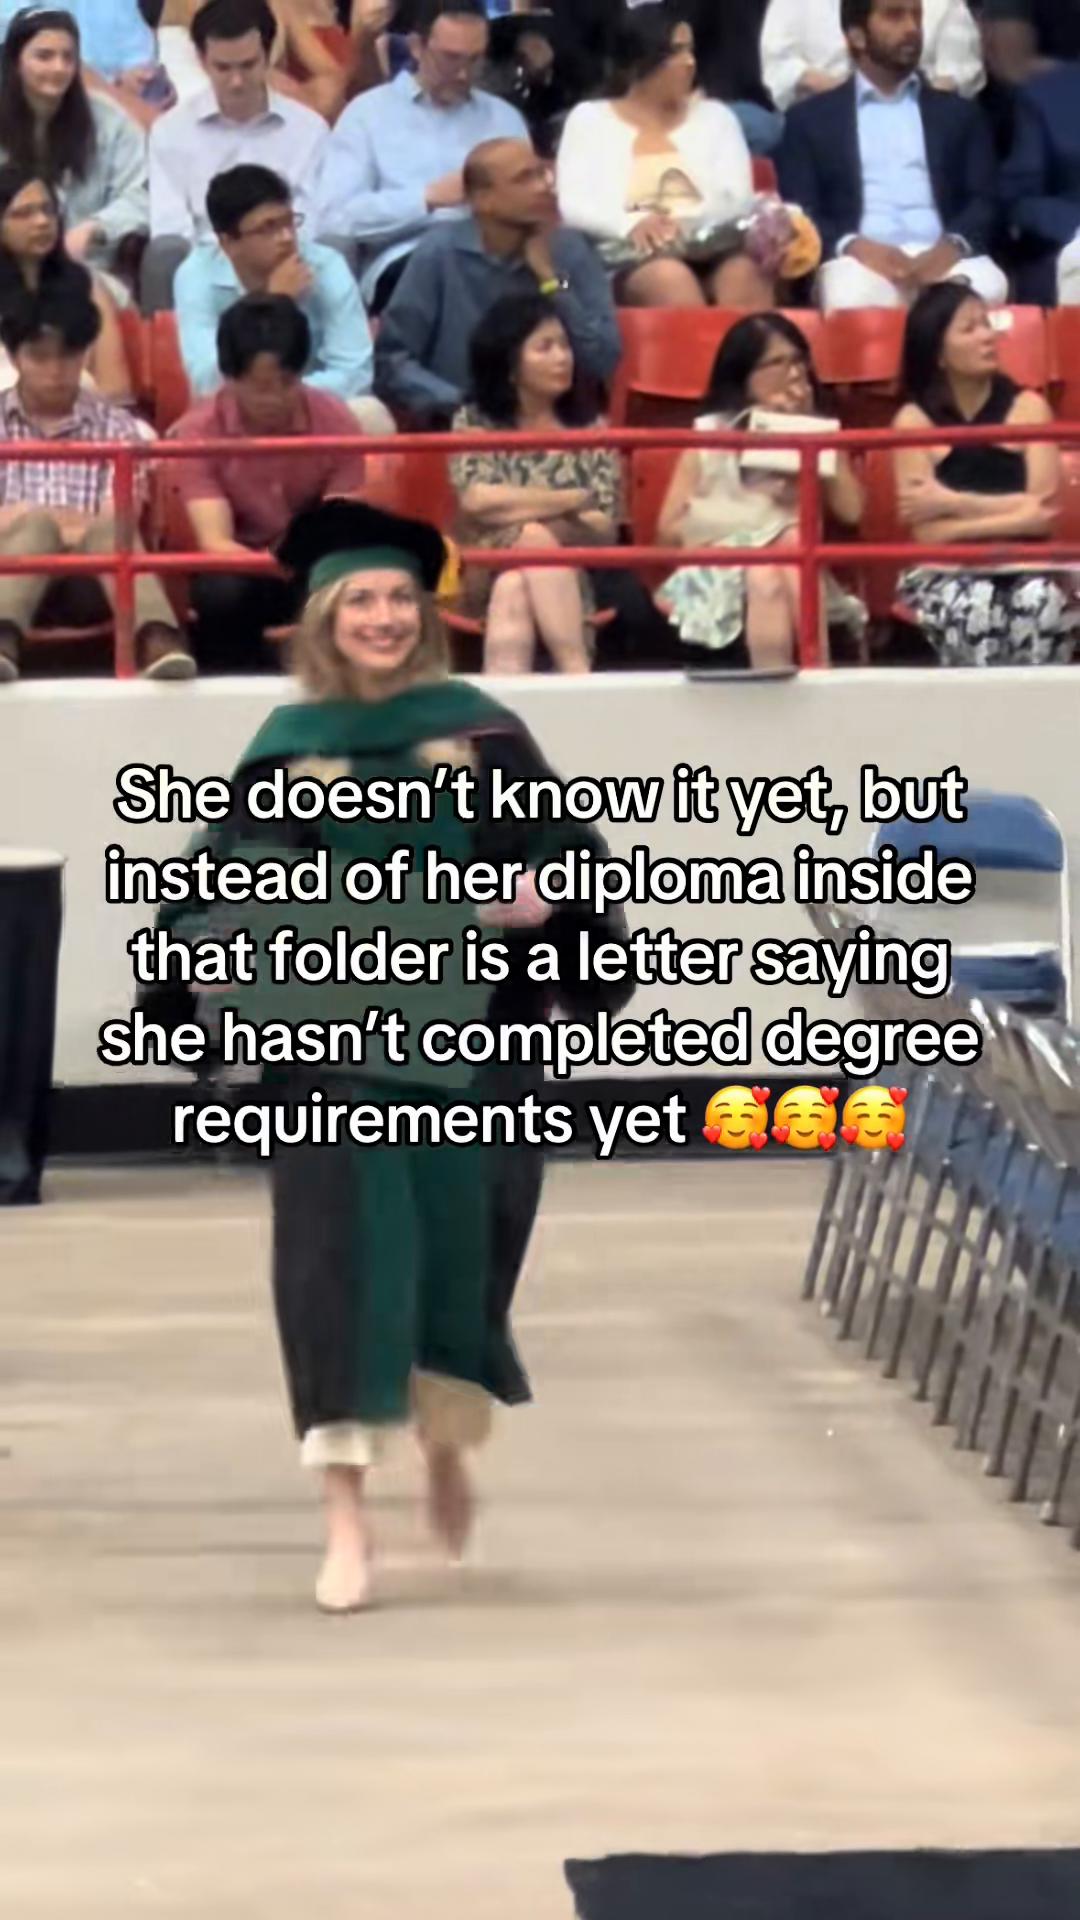 She doesn’t know it yet, but
instead of her diploma inside
that folder is a letter saying
she hasn’t completed degree
requirements yet 🥰🥰🥰